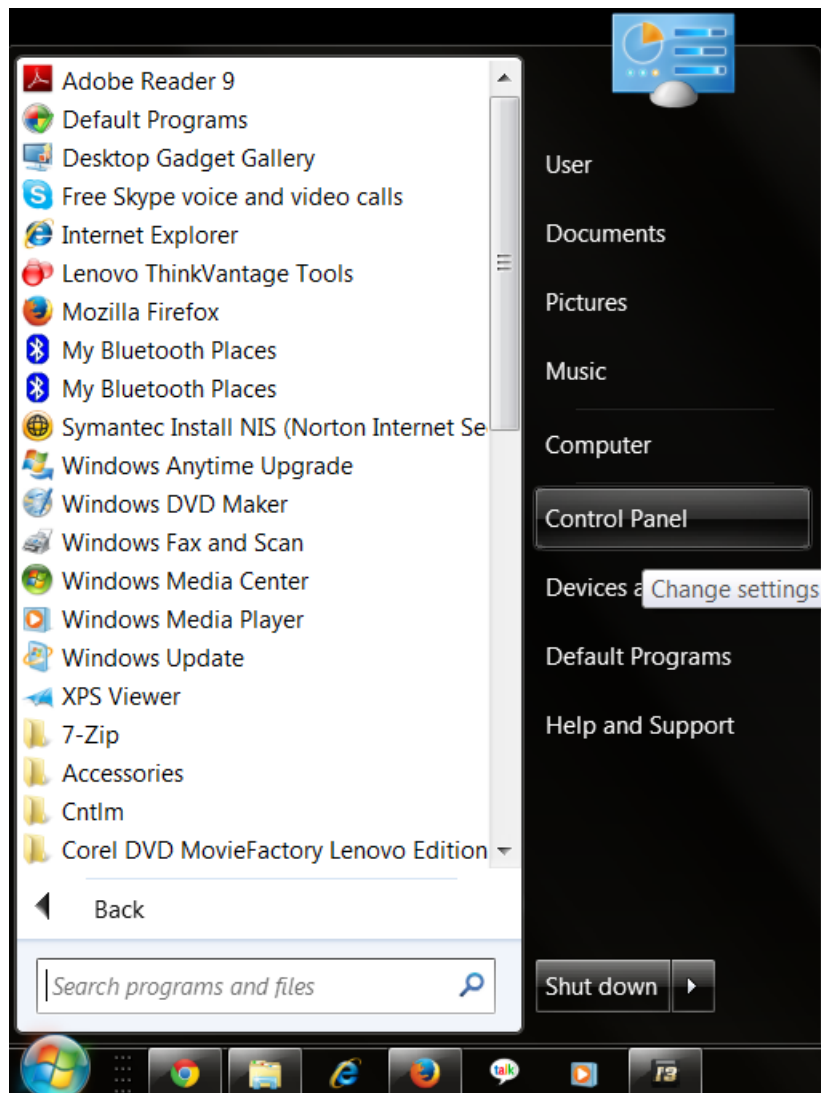 Adobe Reader 9
Default Programs
Desktop Gadget Gallery
Free Skype voice and video calls
Internet Explorer
Lenovo ThinkVantage Tools
Mozilla Firefox
My Bluetooth Places
My Bluetooth Places
Symantec Install NIS (Norton Internet Se
Windows Anytime Upgrade
Windows DVD Maker
Windows Fax and Scan
Windows Media Center
Windows Media Player
Windows Update
XPS Viewer
7-Zip
Accessories
Cntlm
Corel DVD MovieFactory Lenovo Edition
Back
Search programs and files
User
Documents
Pictures
Music
Computer
Control Panel
Devices a
Change settings
Default Programs
Help and Support
Shut down
talk